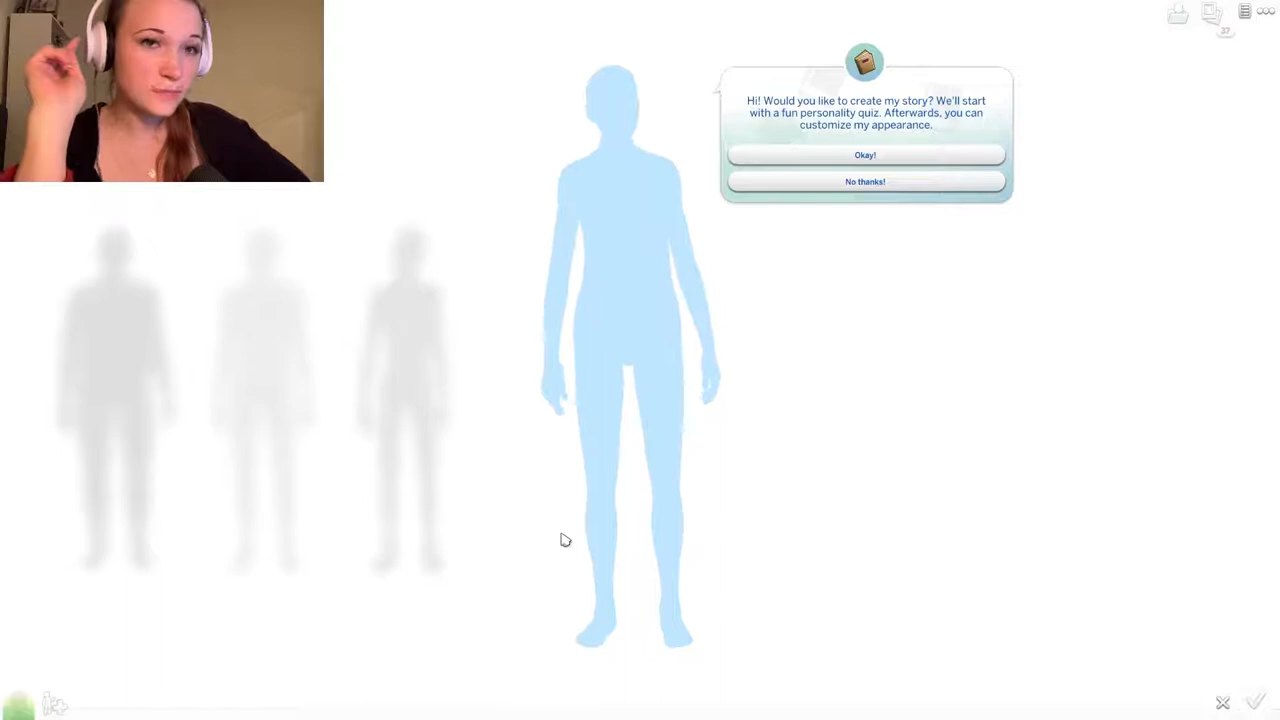 37
Hi! Would you like to create my story? We'll start
with a fun personality quiz. Afterwards, you can
customize my appearance.
Okay!
No thanks!